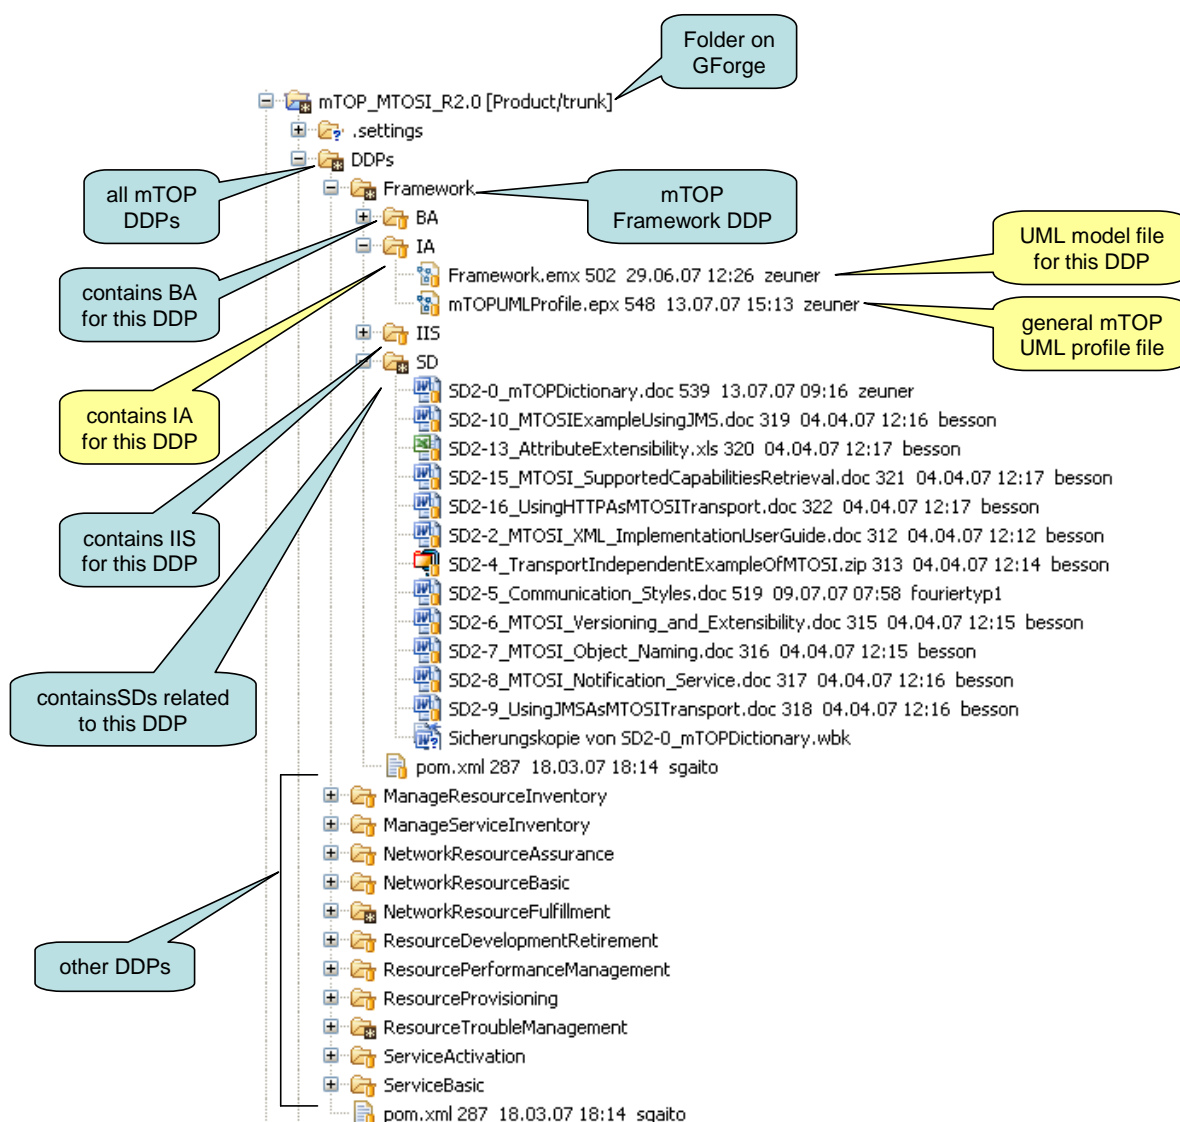 Folder on
GForge
mTOP_MTOSI_R2.0 [Product/trunk]
.settings
DDPs
all mTOP
DDPs
Framework
mTOP
Framework DDP
BA
IA
UML model file
for this DDP
Framework.emx 502 29.06.07 12:26 zeuner
contains BA
for this DDP
mTOPUMLProfile.epx 548 13.07.07 15:13 zeuner
general mTOP
UML profile file
IIS
SD
SD2-0_mTOPDictionary.doc 539 13.07.07 09:16 zeuner
contains IA
for this DDP
SD2-10_MTOSIExampleUsingJMS.doc 319 04.04.07 12:16 besson
SD2-13_AttributeExtensibility.xls 320 04.04.07 12:17 besson
SD2-15_MTOSI_SupportedCapabilitiesRetrieval.doc 321 04.04.07 12:17 besson
SD2-16_UsingHTTPAsMTOSITransport.doc 322 04.04.07 12:17 besson
contains IIS
for this DDP
SD2-2_MTOSI_XML_ImplementationUserGuide.doc 312 04.04.07 12:12 besson
SD2-4_TransportIndependentExampleOfMTOSI.zip 313 04.04.07 12:14 besson
SD2-5_Communication_Styles.doc 519 09.07.07 07:58 fouriertyp1
SD2-6_MTOSI_Versioning_and_Extensibility.doc 315 04.04.07 12:15 besson
SD2-7_MTOSI_Object_Naming.doc 316 04.04.07 12:15 besson
SD2-8_MTOSI_Notification_Service.doc 317 04.04.07 12:16 besson
containsSDs related
to this DDP
SD2-9_UsingJMSAsMTOSITransport.doc 318 04.04.07 12:16 besson
Sicherungskopie von SD2-0_mTOPDictionary.wbk
pom.xml 287 18.03.07 18:14 sgaito
ManageResourceInventory
ManageServiceInventory
NetworkResourceAssurance
NetworkResourceBasic
NetworkResourceFulfillment
ResourceDevelopmentRetirement
other DDPs
ResourcePerformanceManagement
ResourceProvisioning
ResourceTroubleManagement
ServiceActivation
ServiceBasic
pom.xml 287 18.03.07 18:14 sgaito